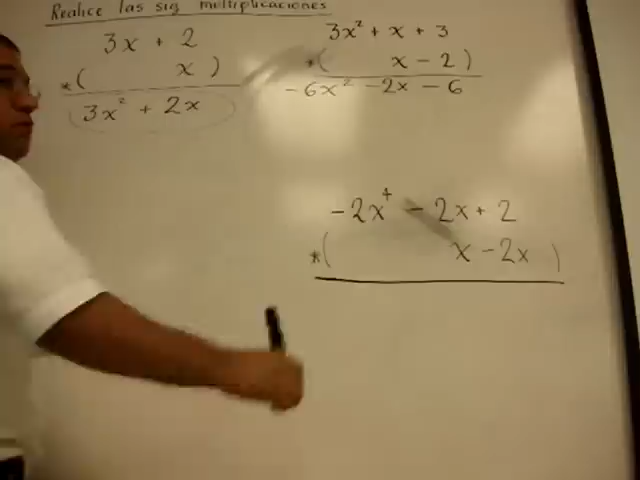 Realice las sig multiplicaciones
3x + 2
*( x )
3x² + 2x
3x² + x + 3
*( x - 2 )
-6x² - 2x - 6
-2x⁴ - 2x + 2
*( x - 2x )